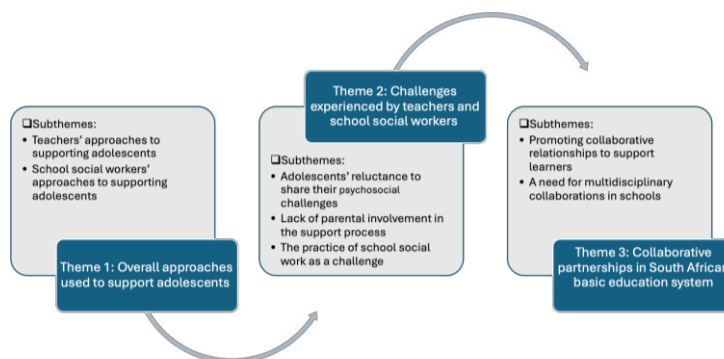 ❑Subthemes:
• Teachers' approaches to
supporting adolescents
• School social workers'
approaches to supporting
adolescents
Theme 1: Overall approaches
used to support adolescents
Theme 2: Challenges
experienced by teachers and
school social workers
❑Subthemes:
• Adolescents' reluctance to
share their psychosocial
challenges
• Lack of parental involvement in
the support process
• The practice of school social
work as a challenge
❑Subthemes:
• Promoting collaborative
relationships to support
learners
• A need for multidisciplinary
collaborations in schools
Theme 3: Collaborative
partnerships in South African
basic education system